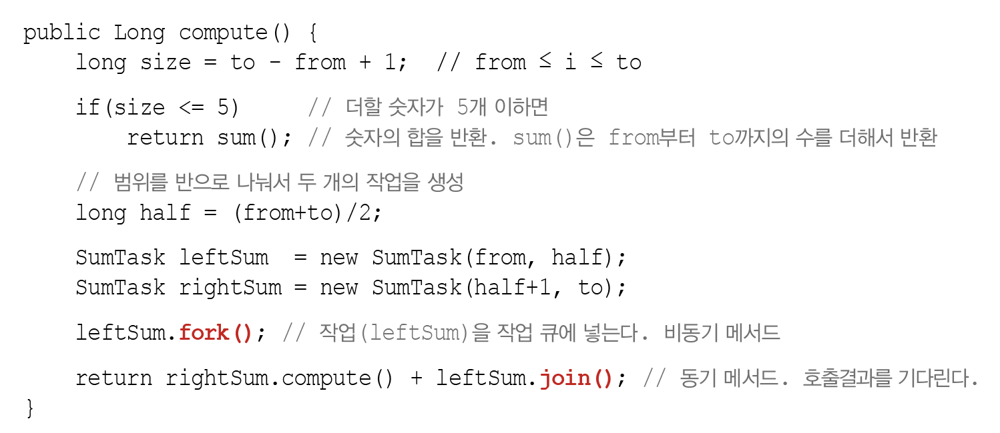 public Long compute() {
    long size = to - from + 1;  // from ≤ i ≤ to
    if(size <= 5)     // 더할 숫자가 5개 이하면
        return sum(); // 숫자의 합을 반환. sum()은 from부터 to까지의 수를 더해서 반환
    // 범위를 반으로 나눠서 두 개의 작업을 생성
    long half = (from+to)/2;
    SumTask leftSum  = new SumTask(from, half);
    SumTask rightSum = new SumTask(half+1, to);
    leftSum.fork(); // 작업(leftSum)을 작업 큐에 넣는다. 비동기 메서드
    return rightSum.compute() + leftSum.join(); // 동기 메서드. 호출결과를 기다린다.
}